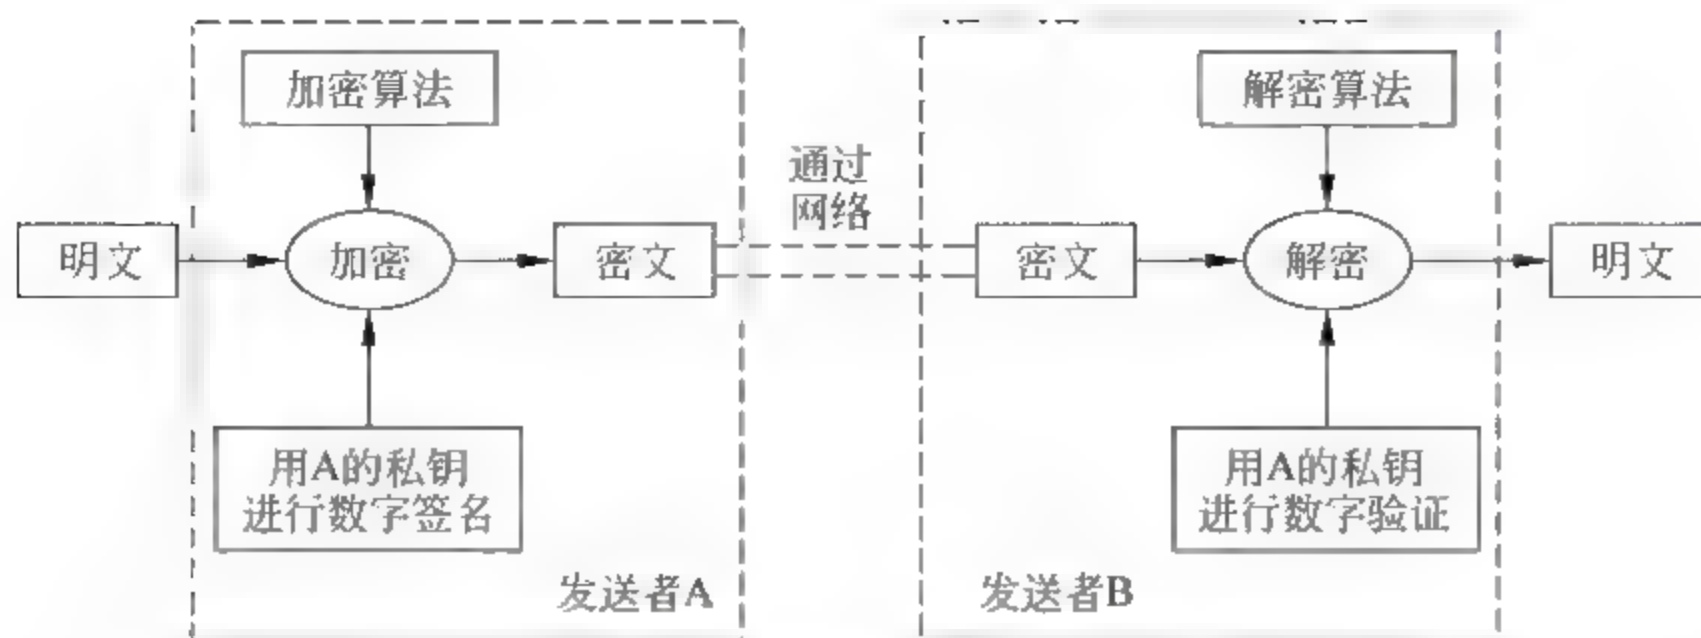 加密算法
解密算法
通过
网络
明文
加密
密文
密文
解密
明文
用A的私钥
进行数字签名
用A的私钥
进行数字验证
发送者A
发送者B